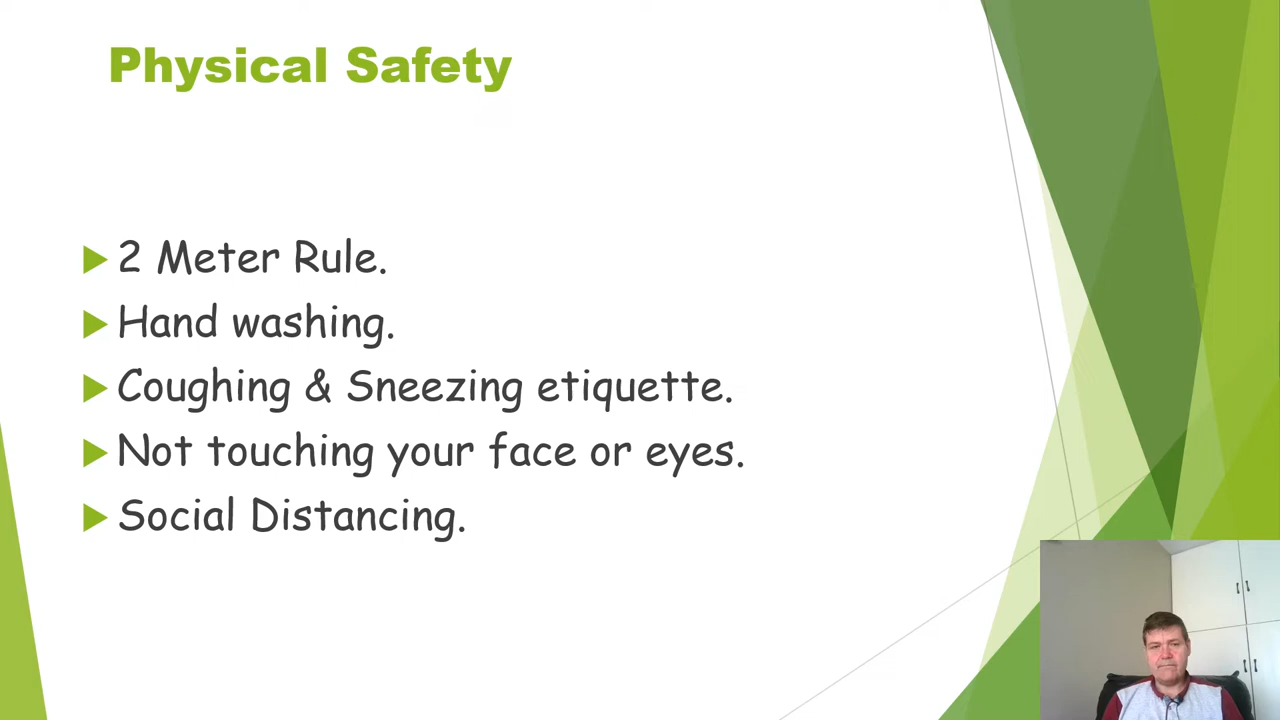 Physical Safety
2 Meter Rule.
Hand washing.
Coughing & Sneezing etiquette.
Not touching your face or eyes.
Social Distancing.